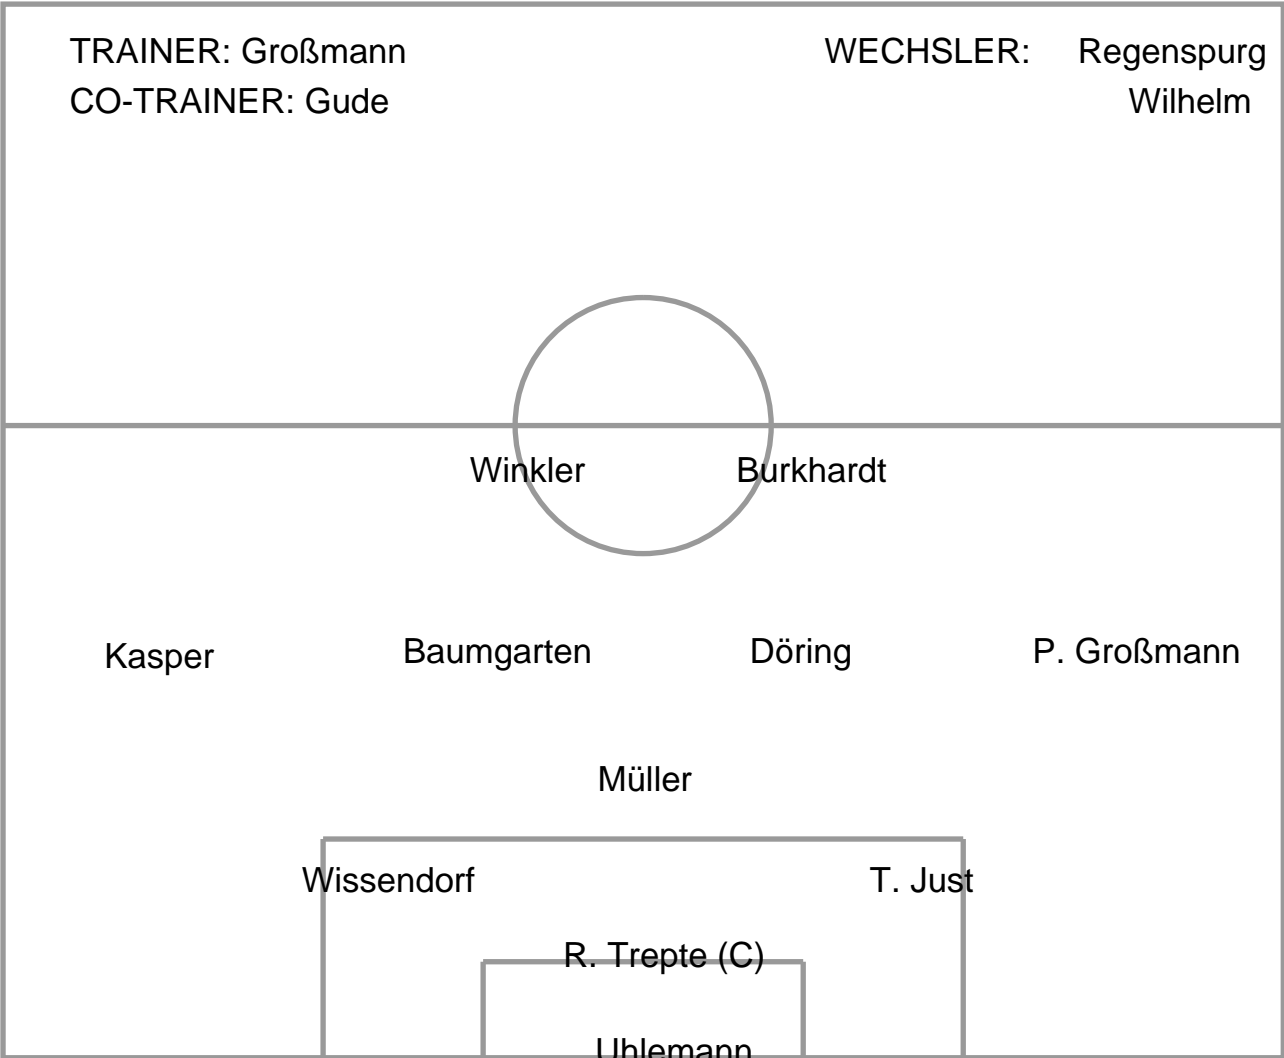 TRAINER: Großmann
WECHSLER: Regenspurg
CO-TRAINER: Gude
Wilhelm
Winkler
Burkhardt
Kasper
Baumgarten
Döring
P. Großmann
Müller
Wissendorf
T. Just
R. Trepte (C)
Uhlemann